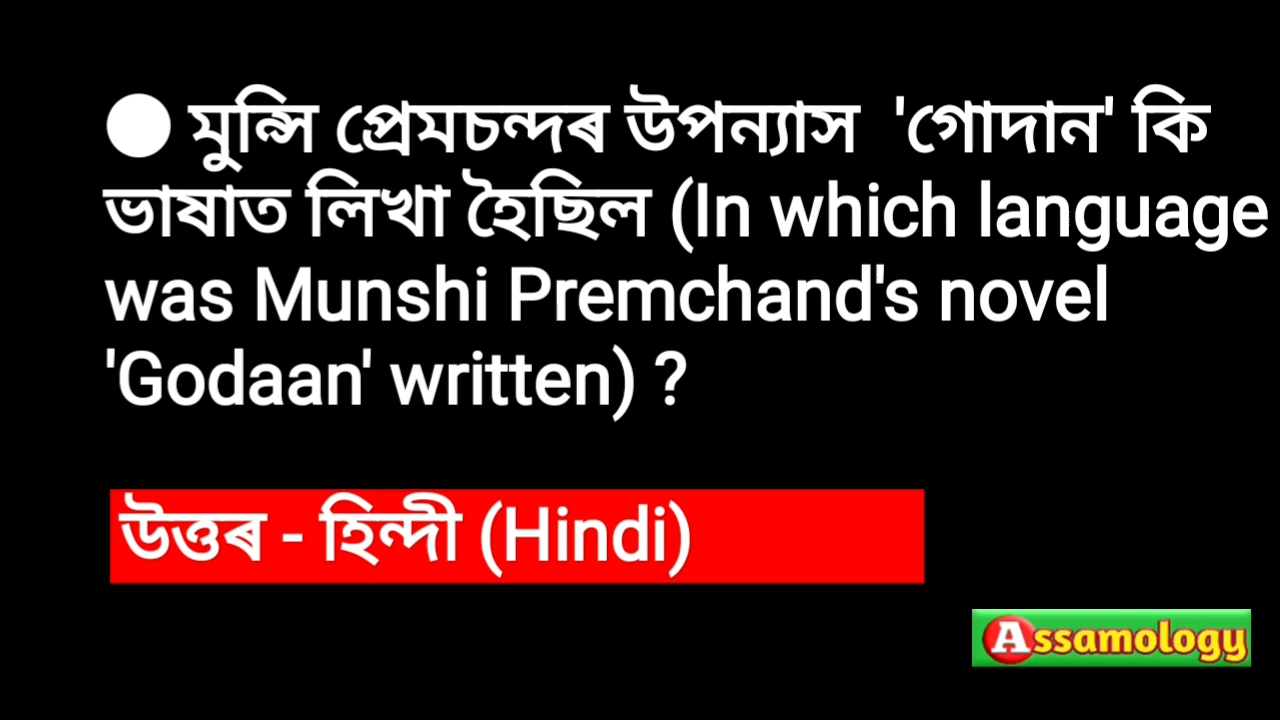 ● মুন্সি প্ৰেমচন্দৰ উপন্যাস 'গোদান' কি
ভাষাত লিখা হৈছিল (In which language
was Munshi Premchand's novel
'Godaan' written) ?
উত্তৰ - হিন্দী (Hindi)
Assamology